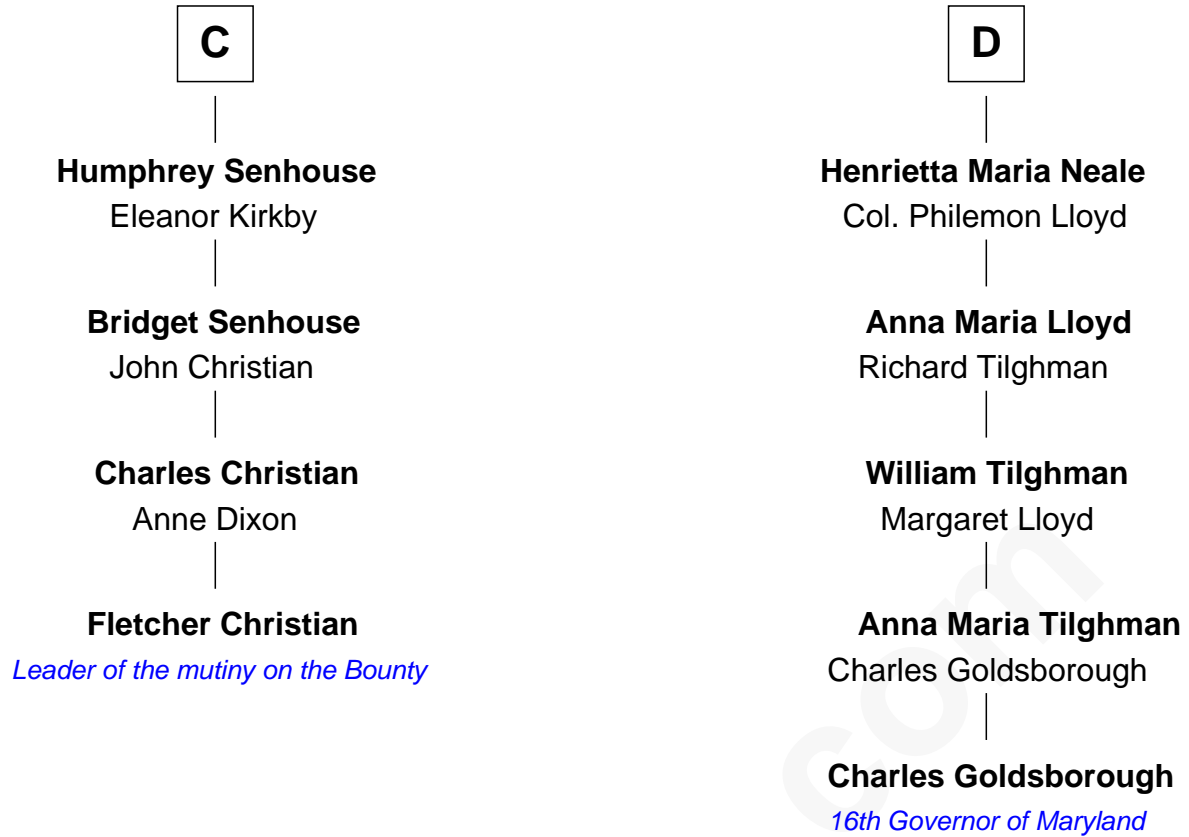 C
Humphrey Senhouse
Eleanor Kirkby
Bridget Senhouse
John Christian
Charles Christian
Anne Dixon
Fletcher Christian
Leader of the mutiny on the Bounty
D
Henrietta Maria Neale
Col. Philemon Lloyd
Anna Maria Lloyd
Richard Tilghman
William Tilghman
Margaret Lloyd
Anna Maria Tilghman
Charles Goldsborough
Charles Goldsborough
16th Governor of Maryland
com